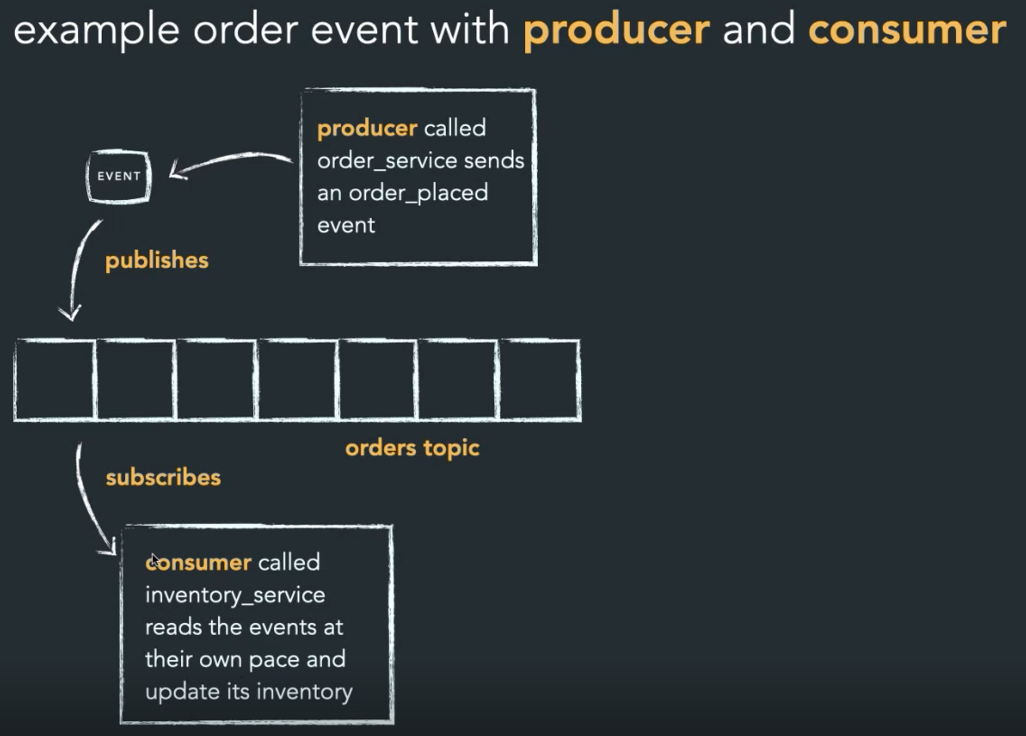 example order event with producer and consumer
producer called
order_service sends
an order_placed
event
EVENT
publishes
orders topic
subscribes
consumer called
inventory_service
reads the events at
their own pace and
update its inventory